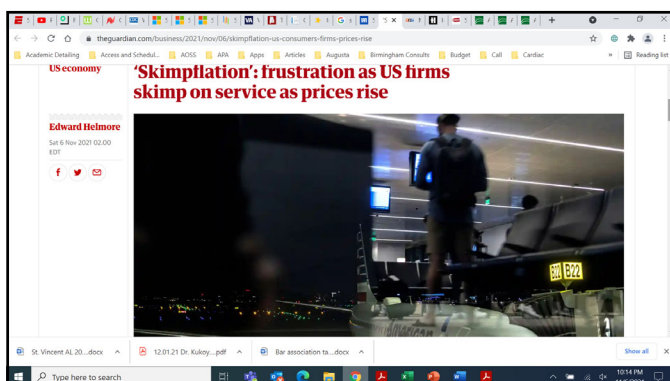 theguardian.com/business/2021/nov/06/skimpflation-us-consumers-firms-prices-rise
Academic Detailing
Access and Schedul...
AOSS
APA
Apps
Articles
Augusta
Birmingham Consults
Budget
Call
Cardiac
»
Reading list
US economy
'Skimpflation': frustration as US firms
skimp on service as prices rise
Edward Helmore
Sat 6 Nov 2021 02.00
EDT
B22 B22
St. Vincent AL 20....docx
12.01.21 Dr. Kukoy....pdf
Bar association ta....docx
Show all
Type here to search
10:14 PM